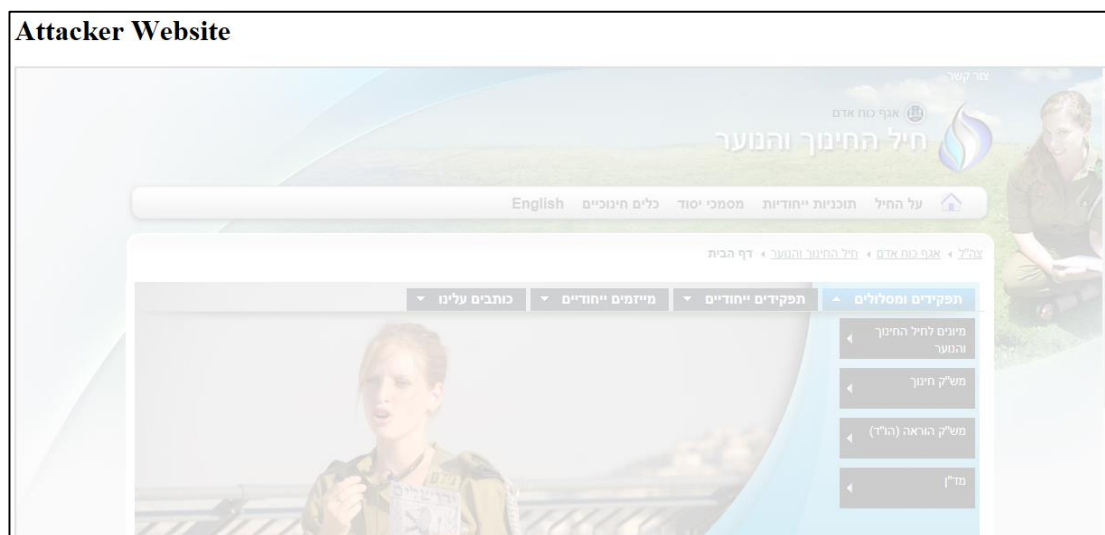 Attacker Website
צור קשר
אגף כוח אדם
חיל החינוך והנוער
על החיל תוכניות ייחודיות מסמכי יסוד כלים חינוכיים English
צה"ל אגף כוח אדם חיל החינוך והנוער דף הבית
תפקידים ומסלולים תפקידים ייחודיים מייזמים ייחודיים כותבים עלינו
מיונים לחיל החינוך
והנוער
מש"ק חינוך
מש"ק הוראה (הו"ד)
מד"ן
ירושלים